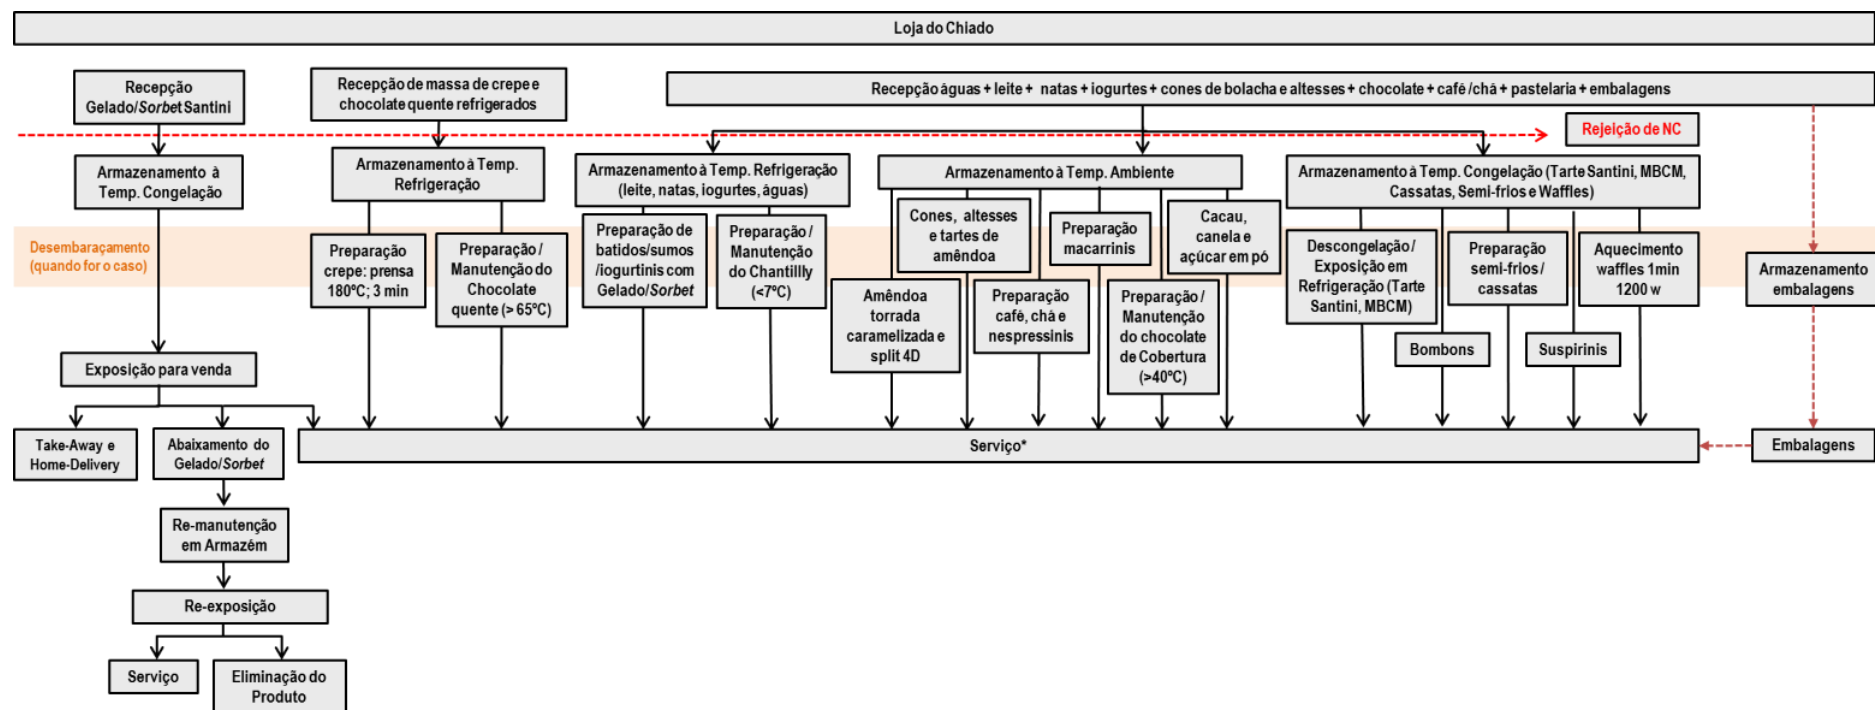 Loja do Chiado
Recepção
Gelado/Sorbet Santini
Recepção de massa de crepe e
chocolate quente refrigerados
Recepção águas + leite + natas + iogurtes + cones de bolacha e altesses + chocolate + café /chá + pastelaria + embalagens
Rejeição de NC
Armazenamento à
Temp. Congelação
Armazenamento à Temp.
Refrigeração
Armazenamento à Temp. Refrigeração
(leite, natas, iogurtes, águas)
Armazenamento à Temp. Ambiente
Armazenamento à Temp. Congelação (Tarte Santini, MBCM,
Cassatas, Semi-frios e Waffles)
Desembaraçamento
(quando for o caso)
Preparação
crepe: prensa
180ºC; 3 min
Preparação /
Manutenção do
Chocolate
quente (> 65ºC)
Preparação de
batidos/sumos
/iogurtinis com
Gelado/Sorbet
Preparação /
Manutenção
do Chantillly
(<7ºC)
Amêndoa
torrada
caramelizada e
split 4D
Cones, altesses
e tartes de
amêndoa
Preparação
café, chá e
nespressinis
Preparação
macarrinis
Preparação /
Manutenção
do chocolate
de Cobertura
(>40ºC)
Cacau,
canela e
açúcar em pó
Descongelação /
Exposição em
Refrigeração (Tarte
Santini, MBCM)
Bombons
Preparação
semi-frios /
cassatas
Suspirinis
Aquecimento
waffles 1min
1200 w
Armazenamento
embalagens
Exposição para venda
Take-Away e
Home-Delivery
Abaixamento do
Gelado/Sorbet
Serviço*
Embalagens
Re-manutenção
em Armazém
Re-exposição
Serviço
Eliminação do
Produto